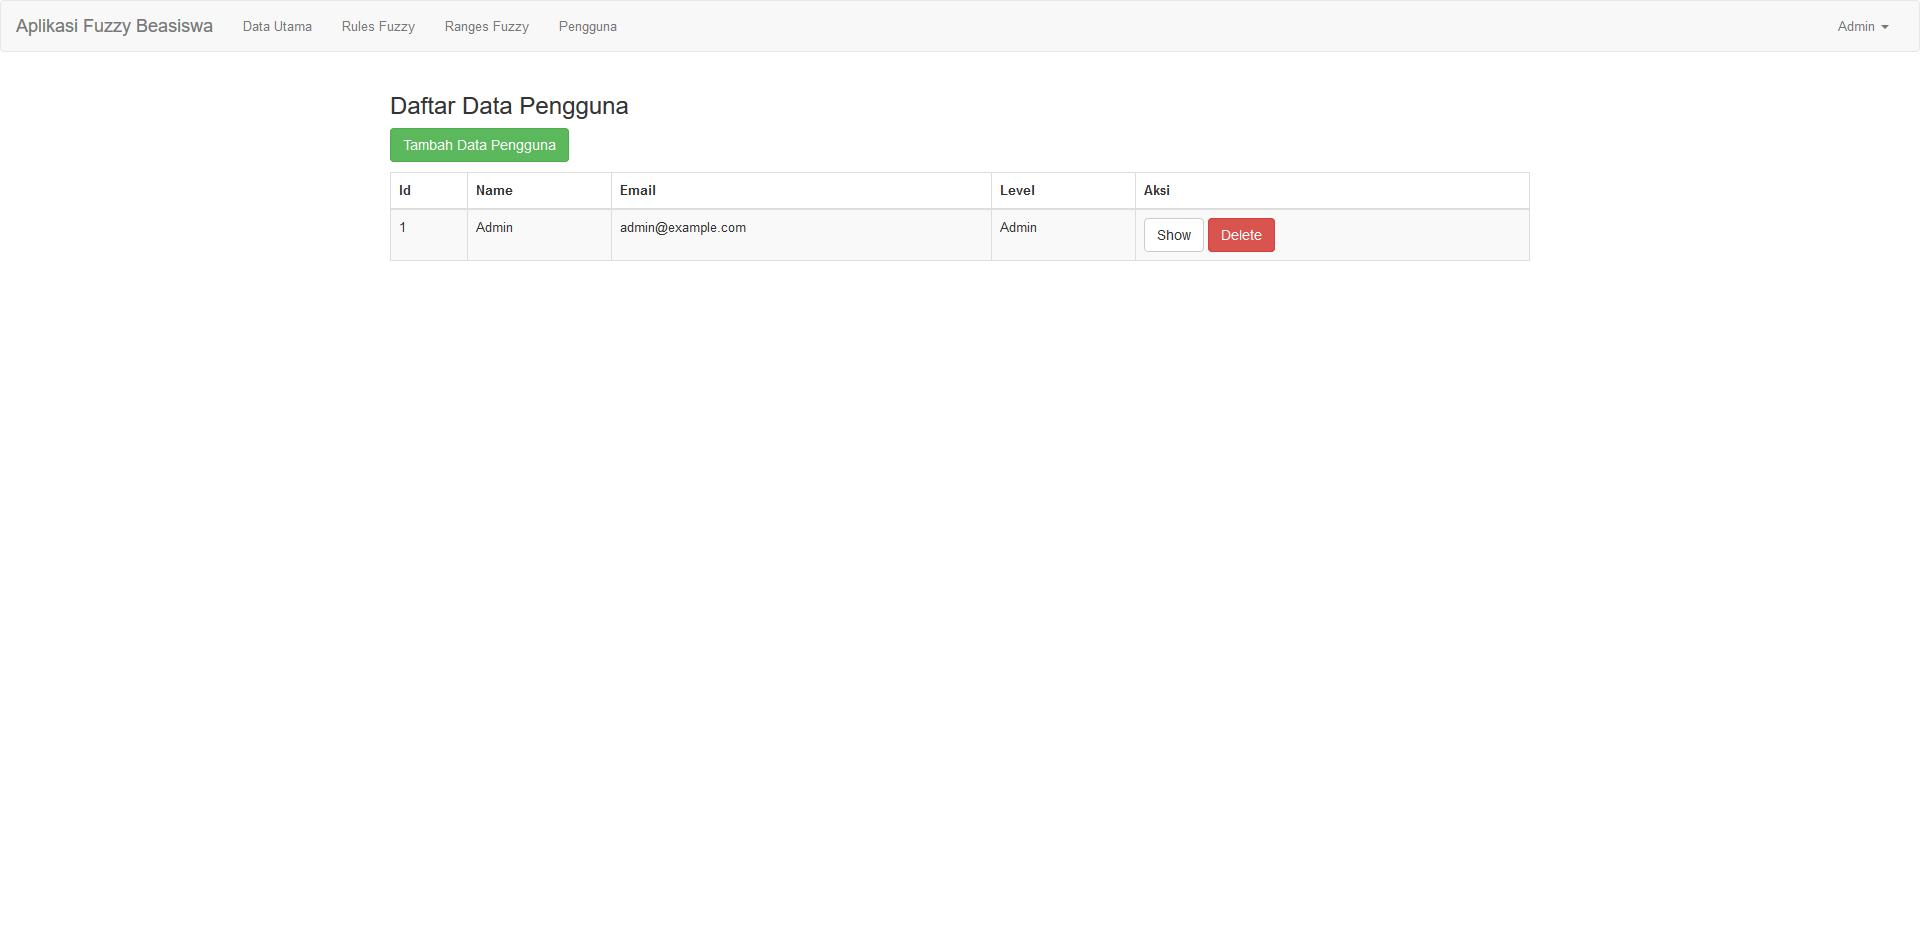 Aplikasi Fuzzy Beasiswa Data Utama Rules Fuzzy Ranges Fuzzy Pengguna Admin
Daftar Data Pengguna
Tambah Data Pengguna
Id Name Email Level Aksi
1 Admin admin@example.com Admin Show Delete